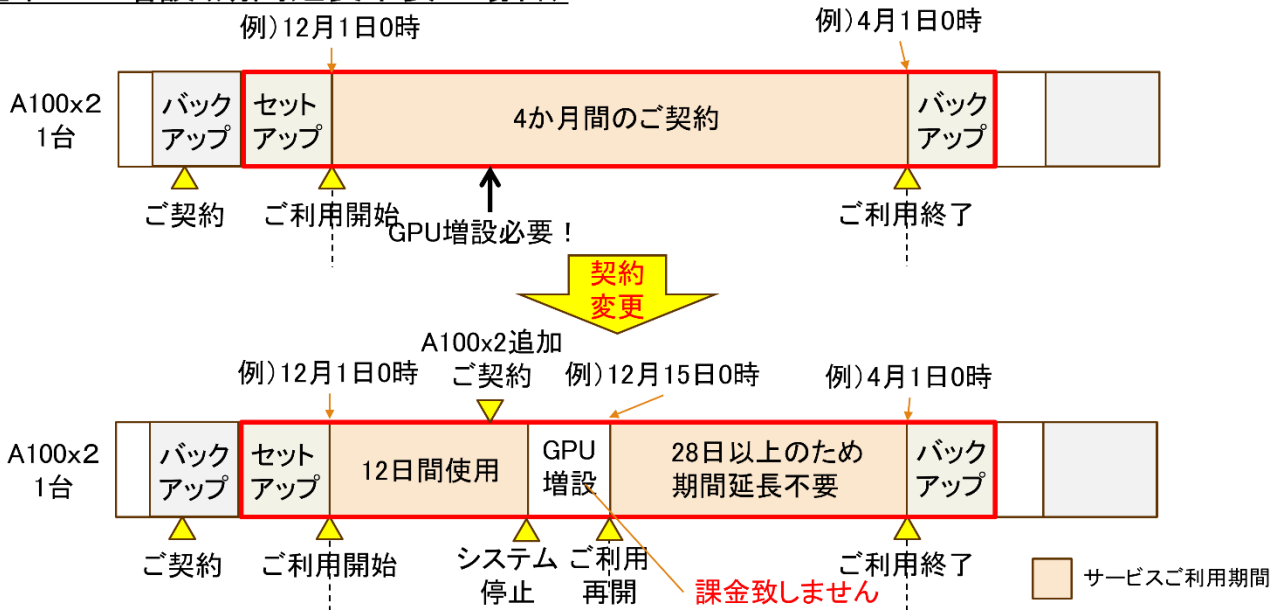 例)12月1日0時
例)4月1日0時
A100x2
1台
バック
アップ
セット
アップ
4か月間のご契約
バック
アップ
ご契約
ご利用開始
GPU増設必要！
ご利用終了
契約
変更
A100x2追加
ご契約
例)12月1日0時
例)12月15日0時
例)4月1日0時
A100x2
1台
バック
アップ
セット
アップ
12日間使用
GPU
増設
28日以上のため
期間延長不要
バック
アップ
ご契約
ご利用開始
システム
停止
ご利用
再開
課金致しません
ご利用終了
サービスご利用期間